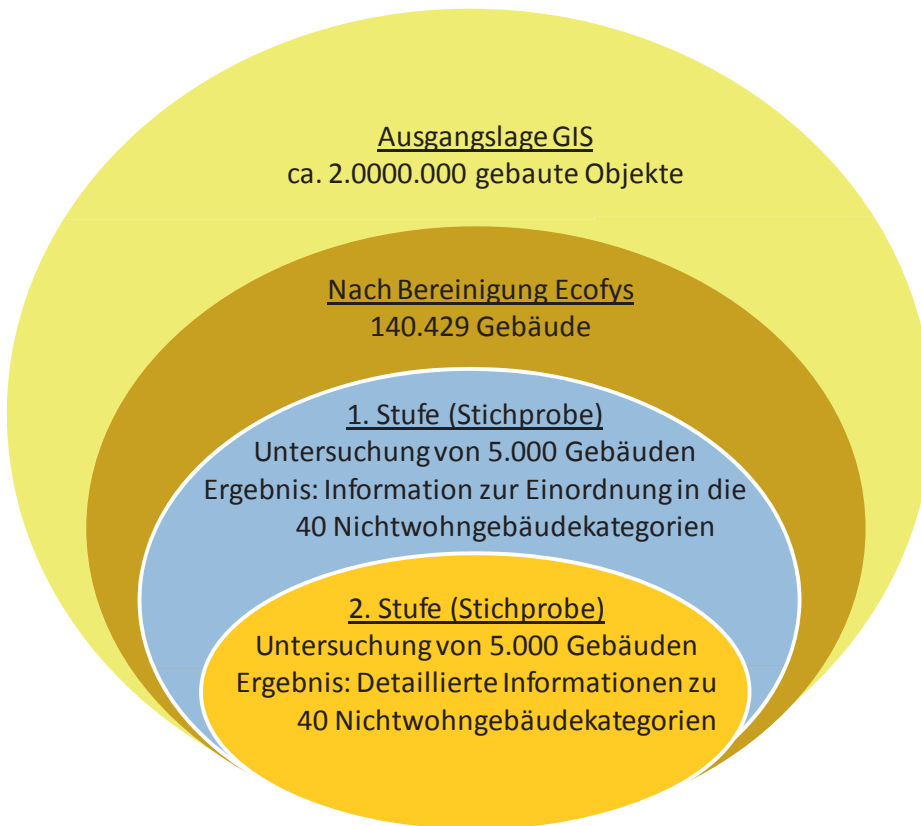 Ausgangslage GIS
ca. 2.0000.000 gebaute Objekte
Nach Bereinigung Ecofys
140.429 Gebäude
1. Stufe (Stichprobe)
Untersuchung von 5.000 Gebäuden
Ergebnis: Information zur Einordnung in die
40 Nichtwohngebäudekategorien
2. Stufe (Stichprobe)
Untersuchung von 5.000 Gebäuden
Ergebnis: Detaillierte Informationen zu
40 Nichtwohngebäudekategorien